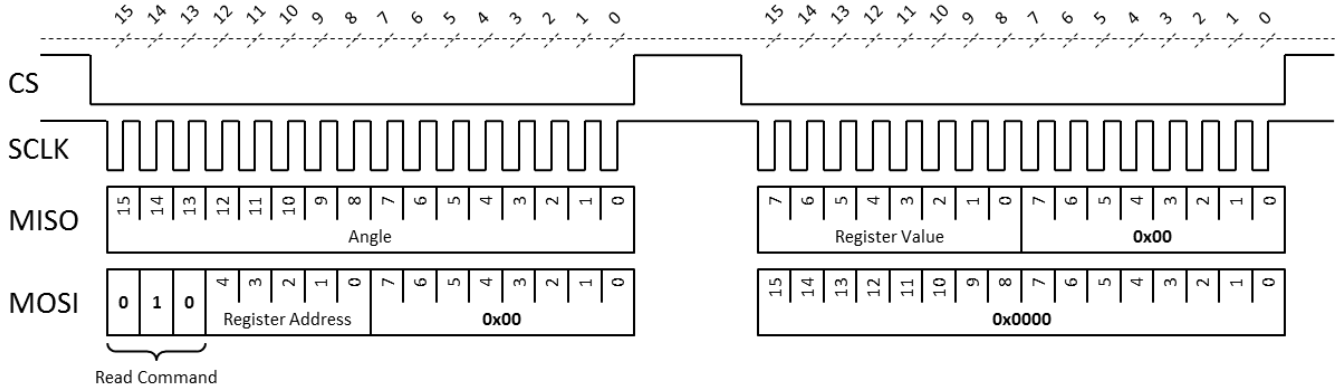 15 14 13 12 11 10 9 8 7 6 5 4 3 2 1 0 15 14 13 12 11 10 9 8 7 6 5 4 3 2 1 0
CS
SCLK
MISO 15 14 13 12 11 10 9 8 7 6 5 4 3 2 1 0 7 6 5 4 3 2 1 0 7 6 5 4 3 2 1 0
Angle Register Value 0x00
MOSI 0 1 0 4 3 2 1 0 7 6 5 4 3 2 1 0 15 14 13 12 11 10 9 8 7 6 5 4 3 2 1 0
Register Address 0x00 0x0000
Read Command